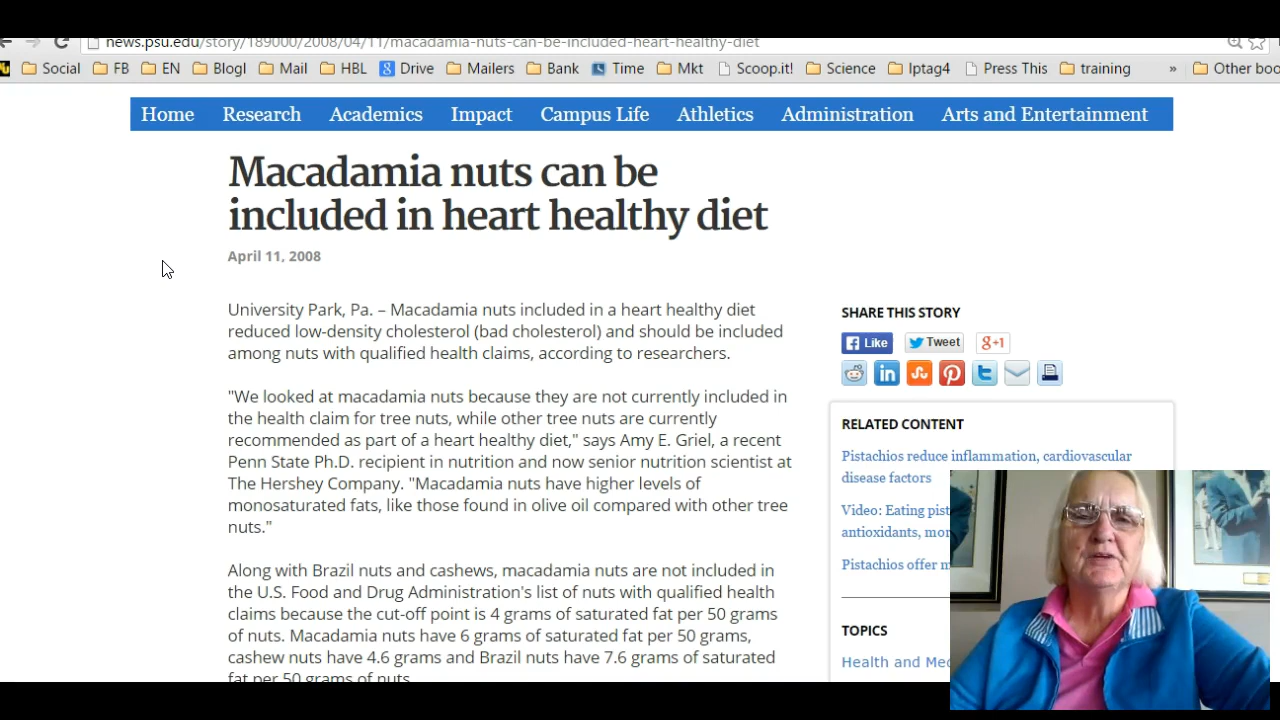 news.psu.edu/story/189000/2008/04/11/macadamia-nuts-can-be-included-heart-healthy-diet
Social FB EN Blogl Mail HBL Drive Mailers Bank Time Mkt Scoop.it! Science Iptag4 Press This training » Other boo
Home Research Academics Impact Campus Life Athletics Administration Arts and Entertainment
Macadamia nuts can be
included in heart healthy diet
April 11, 2008
University Park, Pa. – Macadamia nuts included in a heart healthy diet
reduced low-density cholesterol (bad cholesterol) and should be included
among nuts with qualified health claims, according to researchers.
"We looked at macadamia nuts because they are not currently included in
the health claim for tree nuts, while other tree nuts are currently
recommended as part of a heart healthy diet," says Amy E. Griel, a recent
Penn State Ph.D. recipient in nutrition and now senior nutrition scientist at
The Hershey Company. "Macadamia nuts have higher levels of
monosaturated fats, like those found in olive oil compared with other tree
nuts."
Along with Brazil nuts and cashews, macadamia nuts are not included in
the U.S. Food and Drug Administration's list of nuts with qualified health
claims because the cut-off point is 4 grams of saturated fat per 50 grams
of nuts. Macadamia nuts have 6 grams of saturated fat per 50 grams,
cashew nuts have 4.6 grams and Brazil nuts have 7.6 grams of saturated
fat per 50 grams of nuts
SHARE THIS STORY
Like Tweet g+1
RELATED CONTENT
Pistachios reduce inflammation, cardiovascular
disease factors
Video: Eating pist
antioxidants, mor
Pistachios offer m
TOPICS
Health and Med